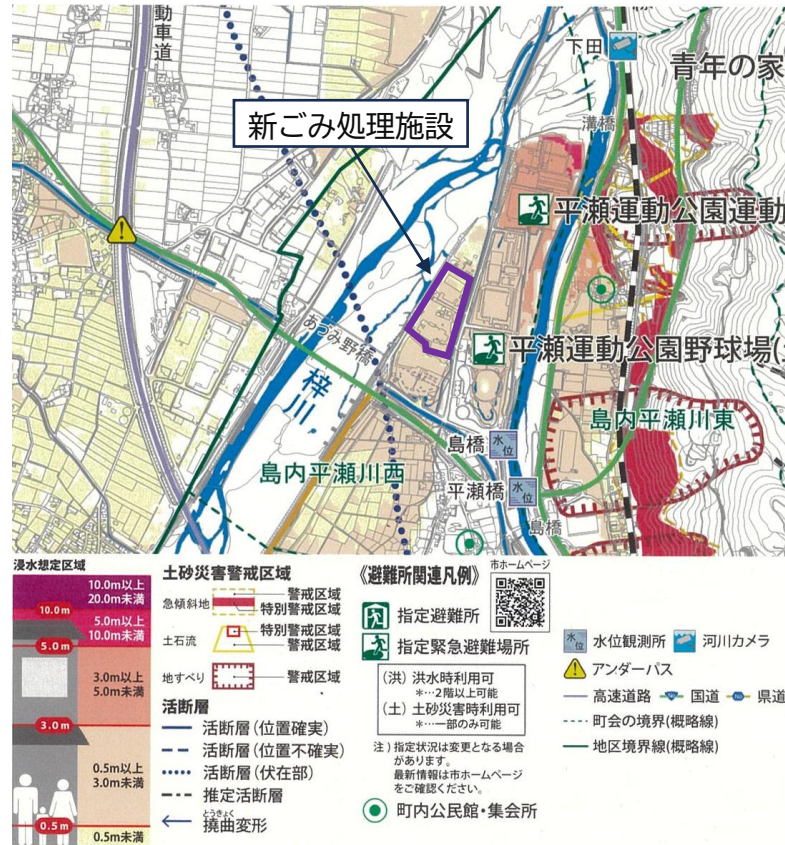 動車道
下田
青年の家
新ごみ処理施設
溝橋
平瀬運動公園運動
あづみ野橋
平瀬運動公園野球場(土
梓川
島内平瀬川東
島橋
水位
島内平瀬川西
平瀬橋
水位
島橋
浸水想定区域
10.0m以上
20.0m未満
10.0m
5.0m以上
10.0m未満
5.0m
3.0m以上
5.0m未満
3.0m
0.5m以上
3.0m未満
0.5m
0.5m未満
土砂災害警戒区域
急傾斜地
警戒区域
特別警戒区域
土石流
特別警戒区域
警戒区域
地すべり
警戒区域
活断層
活断層(位置確実)
活断層(位置不確実)
活断層(伏在部)
推定活断層
とうきょく
撓曲変形
《避難所関連凡例》
市ホームページ
指定避難所
指定緊急避難場所
(洪)洪水時利用可
*…2階以上可能
(土)土砂災害時利用可
*…一部のみ可能
注)指定状況は変更となる場合
があります。
最新情報は市ホームページ
をご確認ください。
町内公民館・集会所
水位 水位観測所 河川カメラ
アンダーパス
高速道路 国道 県道
町会の境界(概略線)
地区境界線(概略線)